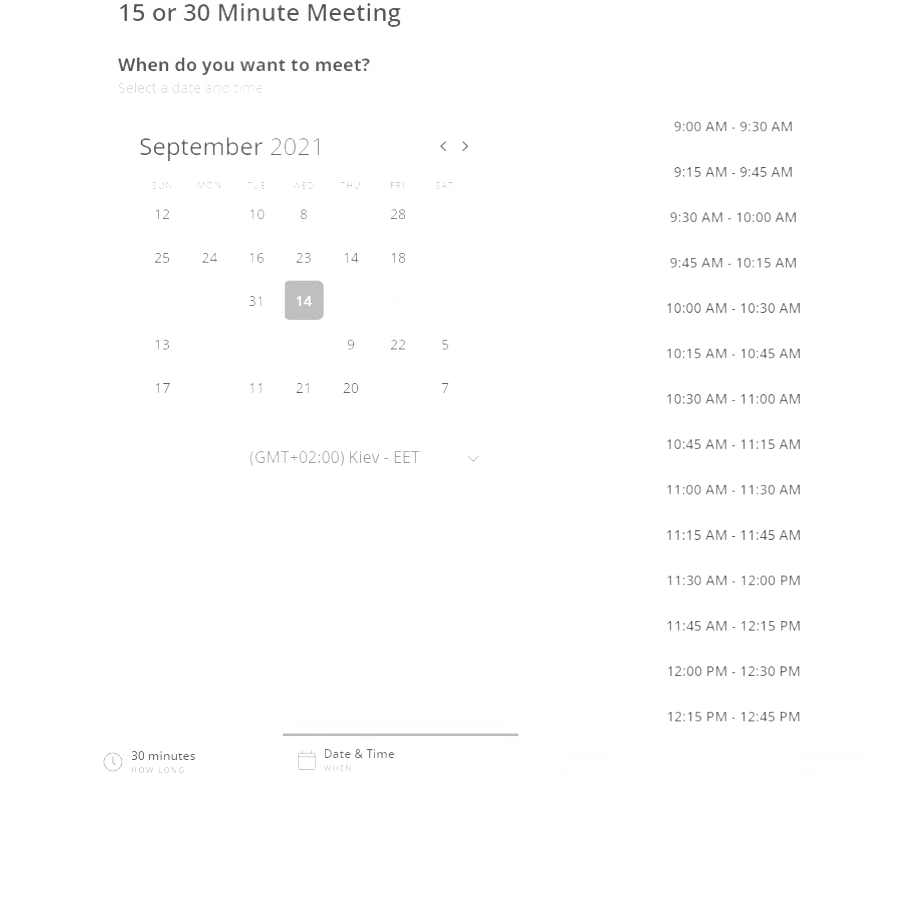 15 or 30 Minute Meeting
When do you want to meet?
Select a date and time
September 2021
SUN MON TUE WED THU FRI SAT
12 10 8 28
25 24 16 23 14 18
31 14
13 9 22 5
17 11 21 20 7
(GMT+02:00) Kiev - EET
9:00 AM - 9:30 AM
9:15 AM - 9:45 AM
9:30 AM - 10:00 AM
9:45 AM - 10:15 AM
10:00 AM - 10:30 AM
10:15 AM - 10:45 AM
10:30 AM - 11:00 AM
10:45 AM - 11:15 AM
11:00 AM - 11:30 AM
11:15 AM - 11:45 AM
11:30 AM - 12:00 PM
11:45 AM - 12:15 PM
12:00 PM - 12:30 PM
12:15 PM - 12:45 PM
30 minutes
HOW LONG
Date & Time
WHEN